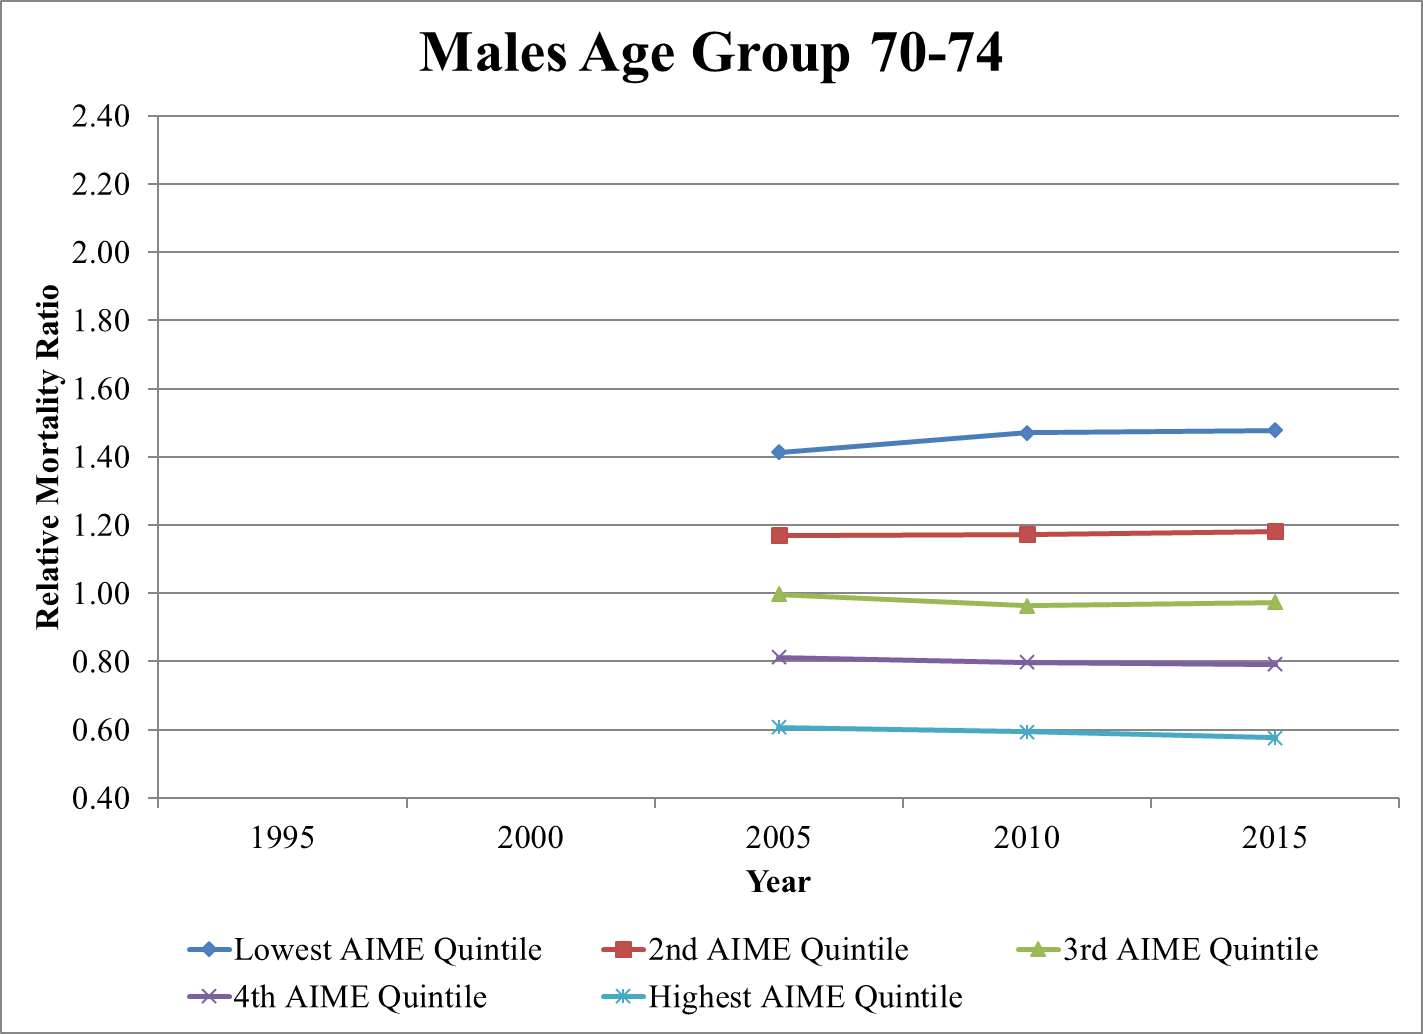 Males Age Group 70-74
2.40
2.20
2.00
1.80
1.60
1.40
1.20
1.00
0.80
0.60
0.40
Relative Mortality Ratio
1995 2000 2005 2010 2015
Year
Lowest AIME Quintile 2nd AIME Quintile 3rd AIME Quintile
4th AIME Quintile Highest AIME Quintile